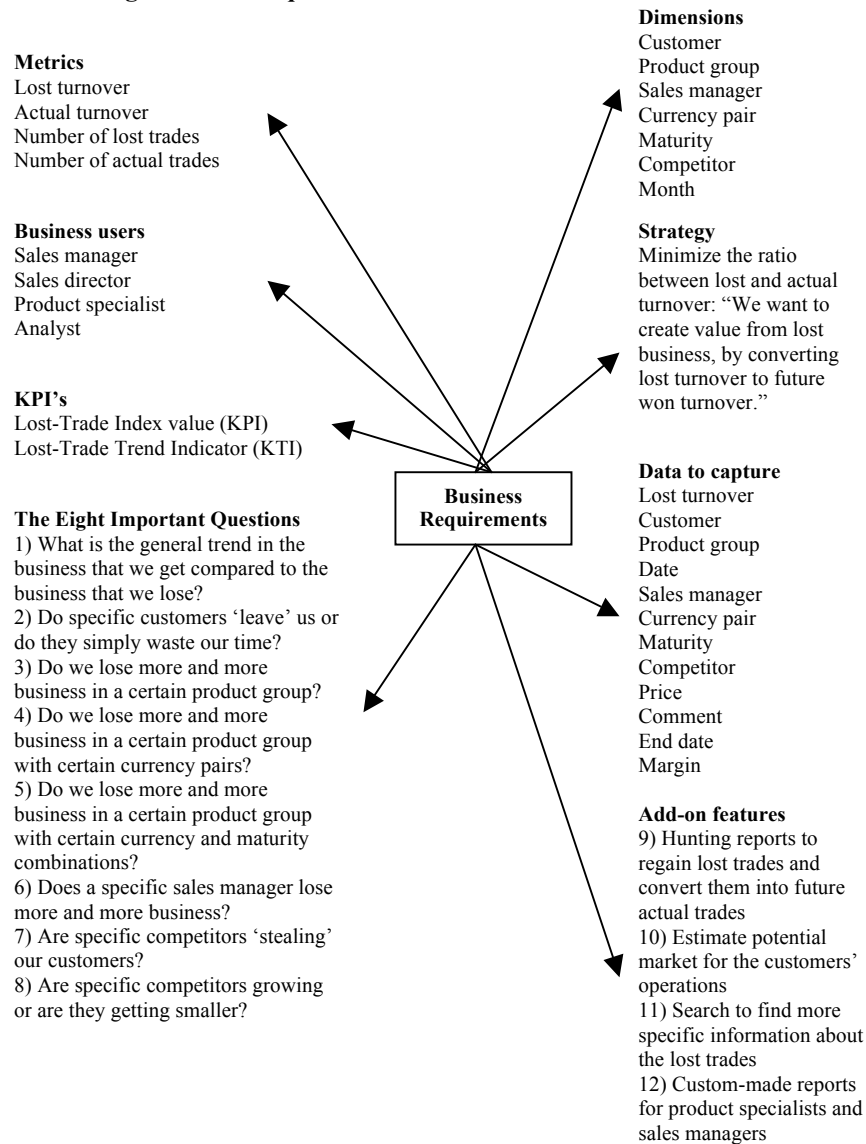 Metrics
Lost turnover
Actual turnover
Number of lost trades
Number of actual trades
Business users
Sales manager
Sales director
Product specialist
Analyst
KPI's
Lost-Trade Index value (KPI)
Lost-Trade Trend Indicator (KTI)
The Eight Important Questions
1) What is the general trend in the
business that we get compared to the
business that we lose?
2) Do specific customers ‘leave’ us or
do they simply waste our time?
3) Do we lose more and more
business in a certain product group?
4) Do we lose more and more
business in a certain product group
with certain currency pairs?
5) Do we lose more and more
business in a certain product group
with certain currency and maturity
combinations?
6) Does a specific sales manager lose
more and more business?
7) Are specific competitors ‘stealing’
our customers?
8) Are specific competitors growing
or are they getting smaller?
Business
Requirements
Dimensions
Customer
Product group
Sales manager
Currency pair
Maturity
Competitor
Month
Strategy
Minimize the ratio
between lost and actual
turnover: “We want to
create value from lost
business, by converting
lost turnover to future
won turnover.”
Data to capture
Lost turnover
Customer
Product group
Date
Sales manager
Currency pair
Maturity
Competitor
Price
Comment
End date
Margin
Add-on features
9) Hunting reports to
regain lost trades and
convert them into future
actual trades
10) Estimate potential
market for the customers’
operations
11) Search to find more
specific information about
the lost trades
12) Custom-made reports
for product specialists and
sales managers